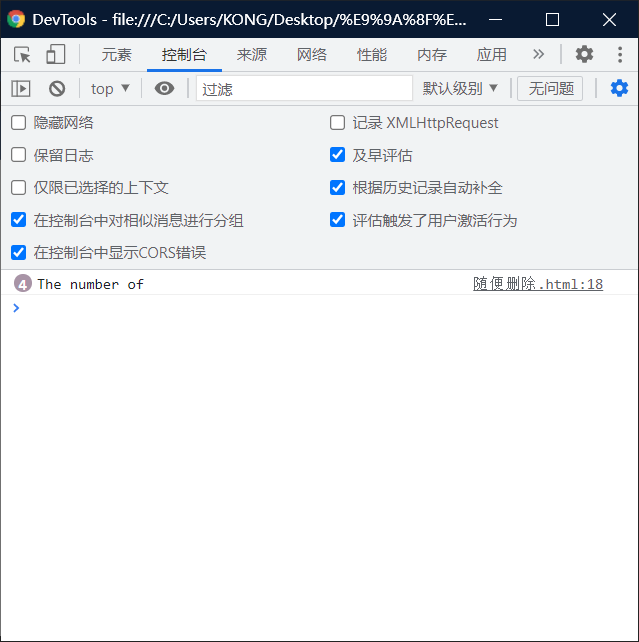 DevTools - file:///C:/Users/KONG/Desktop/%E9%9A%8F%E...
元素 控制台 来源 网络 性能 内存 应用 »
top ▼ 过滤 默认级别 ▼ 无问题
隐藏网络 记录 XMLHttpRequest
保留日志 及早评估
仅限已选择的上下文 根据历史记录自动补全
在控制台中对相似消息进行分组 评估触发了用户激活行为
在控制台中显示CORS错误
4 The number of 随便删除.html:18